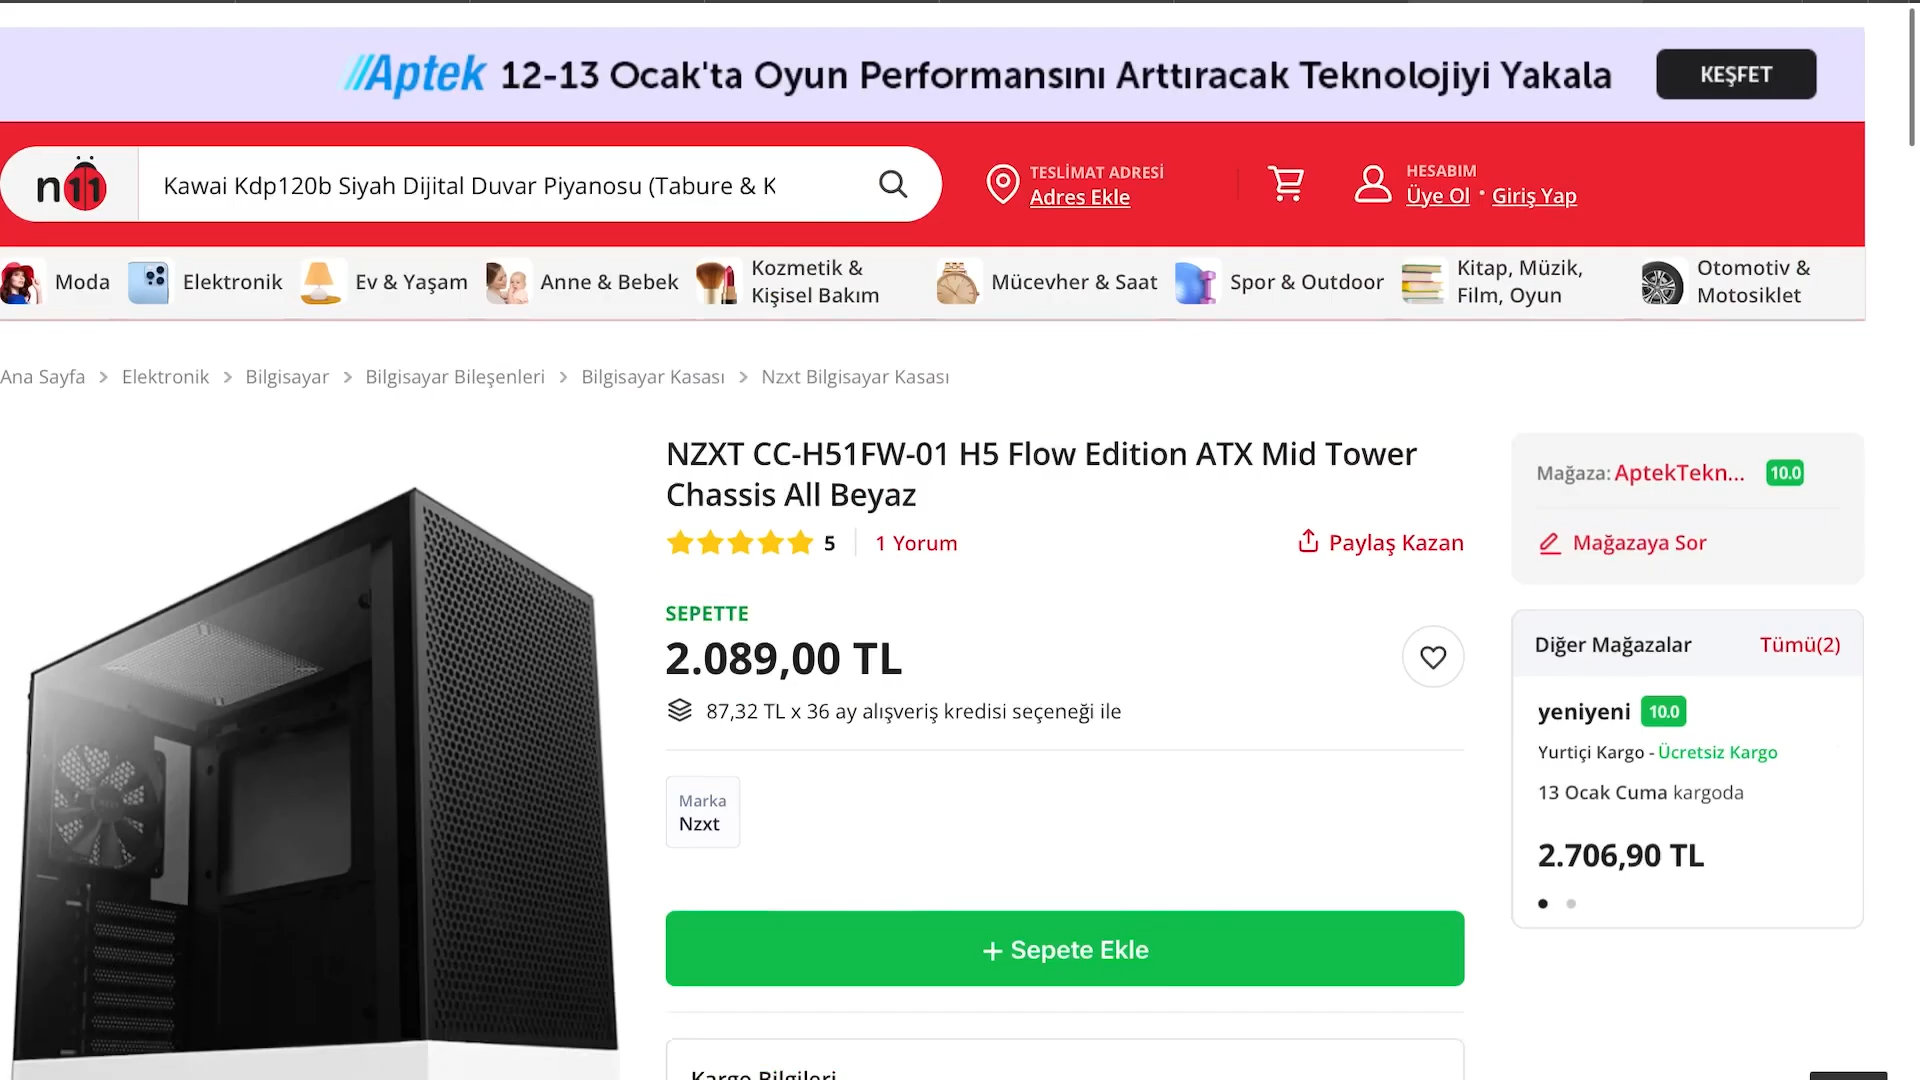 //Aptek 12-13 Ocak'ta Oyun Performansını Arttıracak Teknolojiyi Yakala
KEŞFET
n11
Kawai Kdp120b Siyah Dijital Duvar Piyanosu (Tabure & K
TESLİMAT ADRESİ
Adres Ekle
HESABIM
Üye Ol · Giriş Yap
Moda
Elektronik
Ev & Yaşam
Anne & Bebek
Kozmetik &
Kişisel Bakım
Mücevher & Saat
Spor & Outdoor
Kitap, Müzik,
Film, Oyun
Otomotiv &
Motosiklet
Ana Sayfa > Elektronik > Bilgisayar > Bilgisayar Bileşenleri > Bilgisayar Kasası > Nzxt Bilgisayar Kasası
NZXT CC-H51FW-01 H5 Flow Edition ATX Mid Tower
Chassis All Beyaz
5
1 Yorum
Paylaş Kazan
SEPETTE
2.089,00 TL
87,32 TL x 36 ay alışveriş kredisi seçeneği ile
Marka
Nzxt
+ Sepete Ekle
Kargo Bilgileri
Mağaza: AptekTekn... 10.0
Mağazaya Sor
Diğer Mağazalar
Tümü(2)
yeniyeni 10.0
Yurtiçi Kargo - Ücretsiz Kargo
13 Ocak Cuma kargoda
2.706,90 TL